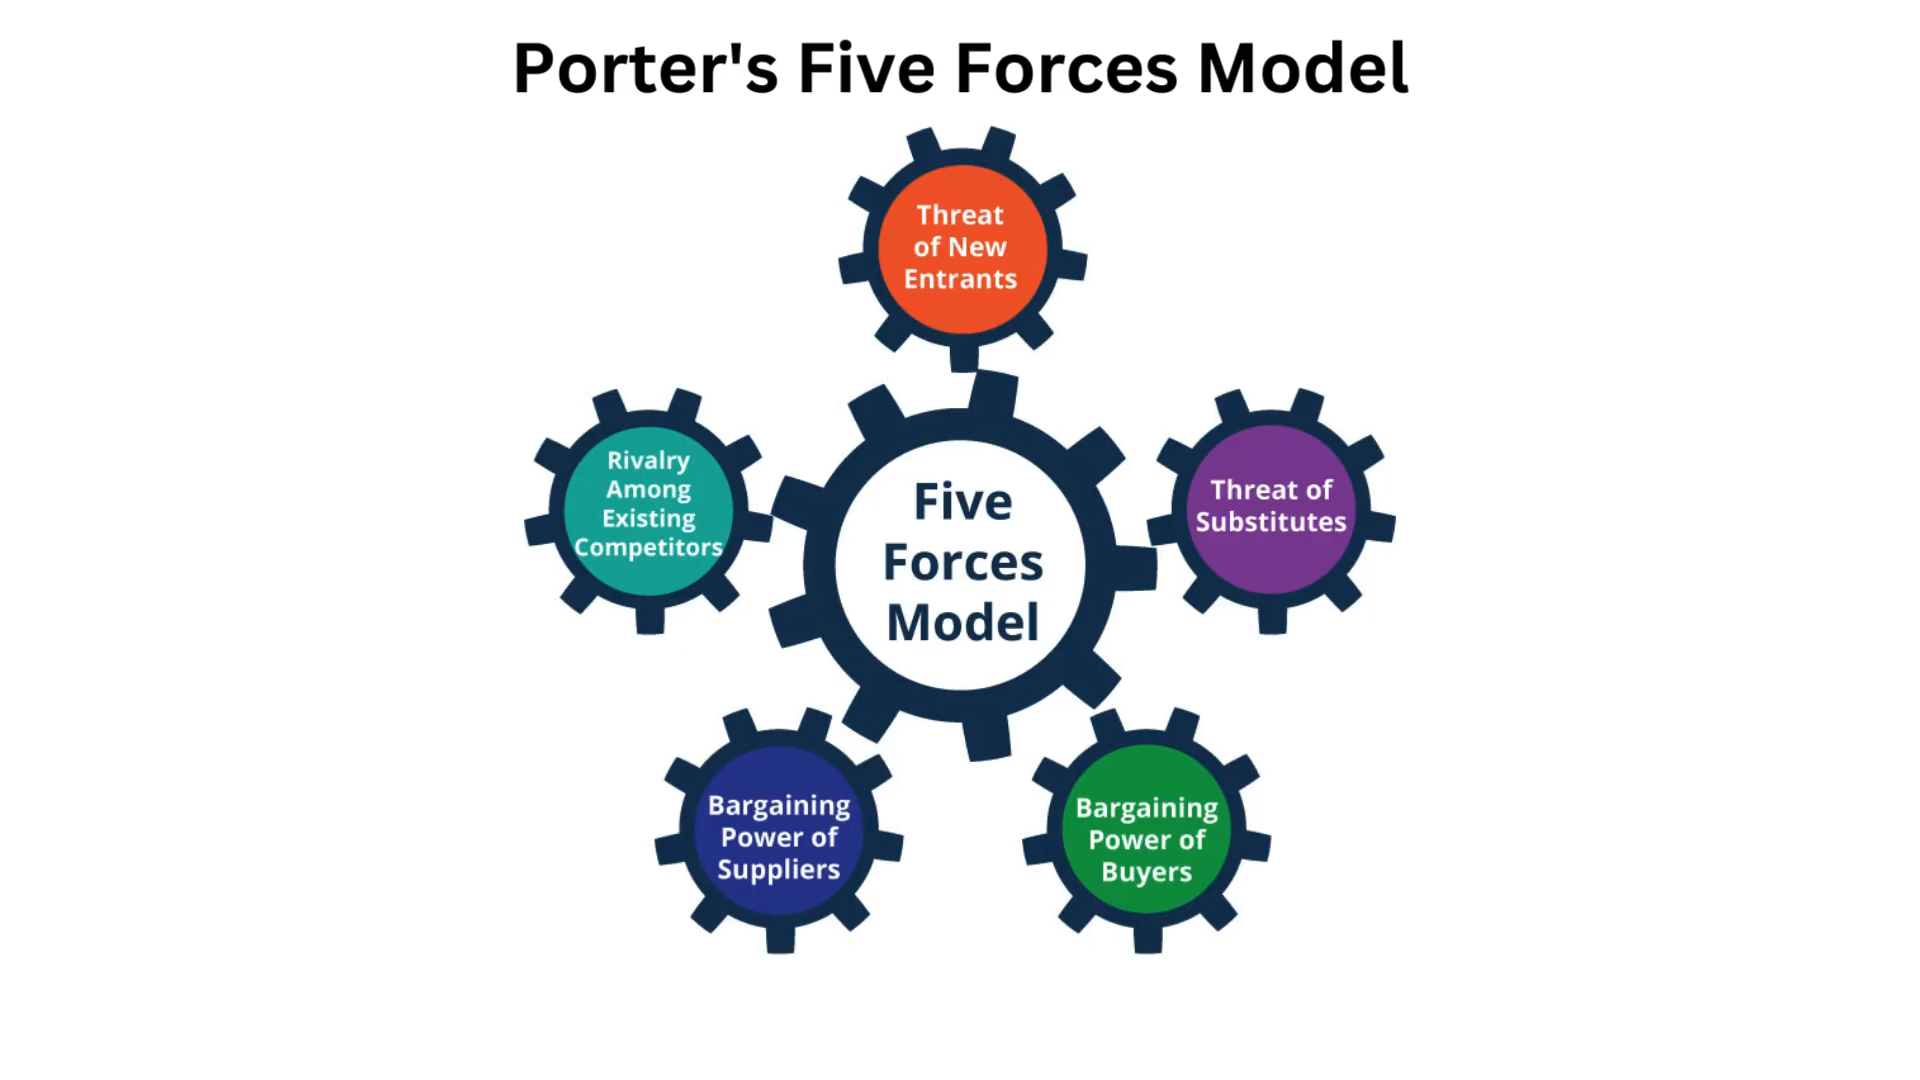 Porter's Five Forces Model
Threat
of New
Entrants
Rivalry
Among
Existing
Competitors
Five
Forces
Model
Threat of
Substitutes
Bargaining
Power of
Suppliers
Bargaining
Power of
Buyers